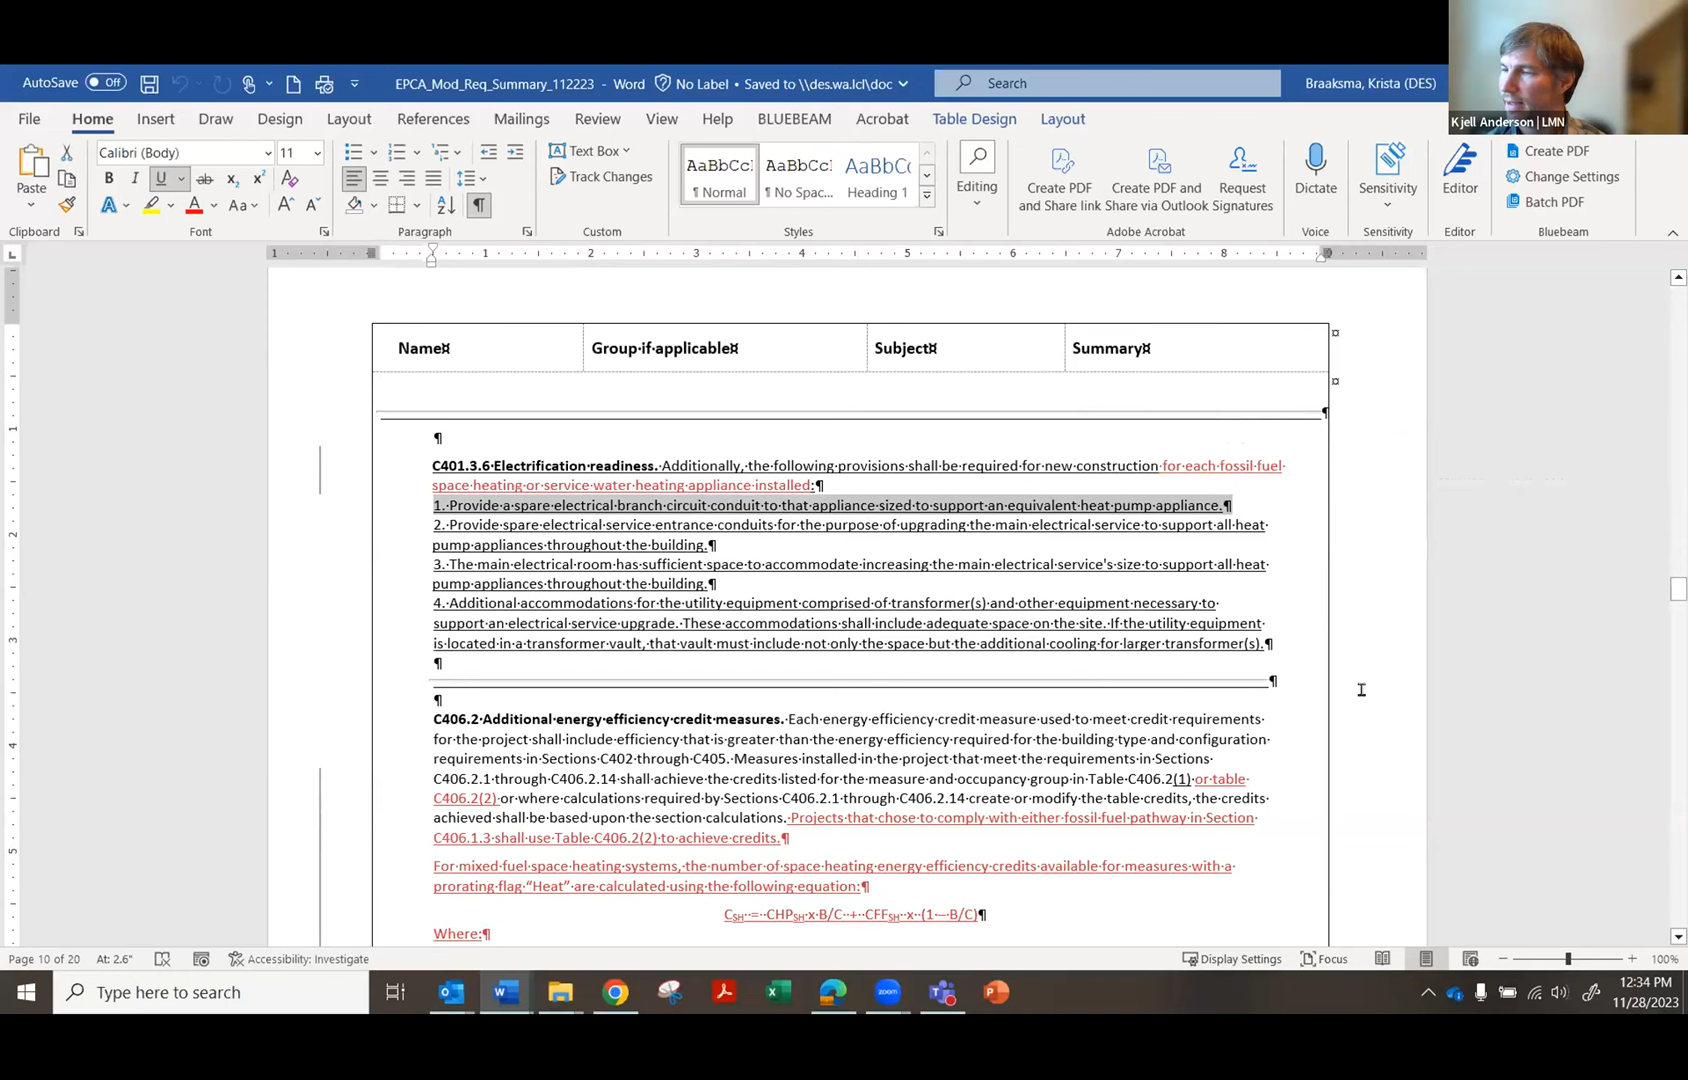 AutoSave Off EPCA_Mod_Req_Summary_112223 - Word No Label • Saved to \\des.wa.lcl\doc Search Braaksma, Krista (DES)
Kjell Anderson | LMN
File Home Insert Draw Design Layout References Mailings Review View Help BLUEBEAM Acrobat Table Design Layout
Paste
Calibri (Body) 11
Text Box
Track Changes
AaBbCcI AaBbCcI AaBbCc
¶ Normal ¶ No Spac... Heading 1
Editing
Create PDF and Share link
Create PDF and Share via Outlook
Request Signatures
Dictate
Sensitivity
Editor
Create PDF
Change Settings
Batch PDF
Clipboard Font Paragraph Custom Styles Adobe Acrobat Voice Sensitivity Editor Bluebeam
1 1 2 3 4 5 6 7 8
Name¤ Group·if·applicable¤ Subject¤ Summary¤
¶
¶
C401.3.6·Electrification·readiness.·Additionally,·the·following·provisions·shall·be·required·for·new·construction·for·each·fossil·fuel
space·heating·or·service·water·heating·appliance·installed:¶
1.·Provide·a·spare·electrical·branch·circuit·conduit·to·that·appliance·sized·to·support·an·equivalent·heat·pump·appliance.¶
2.·Provide·spare·electrical·service·entrance·conduits·for·the·purpose·of·upgrading·the·main·electrical·service·to·support·all·heat·
pump·appliances·throughout·the·building.¶
3.·The·main·electrical·room·has·sufficient·space·to·accommodate·increasing·the·main·electrical·service's·size·to·support·all·heat·
pump·appliances·throughout·the·building.¶
4.·Additional·accommodations·for·the·utility·equipment·comprised·of·transformer(s)·and·other·equipment·necessary·to·
support·an·electrical·service·upgrade.·These·accommodations·shall·include·adequate·space·on·the·site.·If·the·utility·equipment·
is·located·in·a·transformer·vault,·that·vault·must·include·not·only·the·space·but·the·additional·cooling·for·larger·transformer(s).¶
¶
¶
¶
C406.2·Additional·energy·efficiency·credit·measures.·Each·energy·efficiency·credit·measure·used·to·meet·credit·requirements·
for·the·project·shall·include·efficiency·that·is·greater·than·the·energy·efficiency·required·for·the·building·type·and·configuration·
requirements·in·Sections·C402·through·C405.·Measures·installed·in·the·project·that·meet·the·requirements·in·Sections·
C406.2.1·through·C406.2.14·shall·achieve·the·credits·listed·for·the·measure·and·occupancy·group·in·Table·C406.2(1)·or·table·
C406.2(2)·or·where·calculations·required·by·Sections·C406.2.1·through·C406.2.14·create·or·modify·the·table·credits,·the·credits·
achieved·shall·be·based·upon·the·section·calculations.·Projects·that·chose·to·comply·with·either·fossil·fuel·pathway·in·Section·
C406.1.3·shall·use·Table·C406.2(2)·to·achieve·credits.¶
For·mixed·fuel·space·heating·systems,·the·number·of·space·heating·energy·efficiency·credits·available·for·measures·with·a·
prorating·flag·“Heat”·are·calculated·using·the·following·equation:¶
CSH··=··CHPSH·x·B/C··+··CFFSH··x··(1·–·B/C)¶
Where:¶
Page 10 of 20 At: 2.6" Accessibility: Investigate Display Settings Focus 100%
Type here to search
12:34 PM
11/28/2023